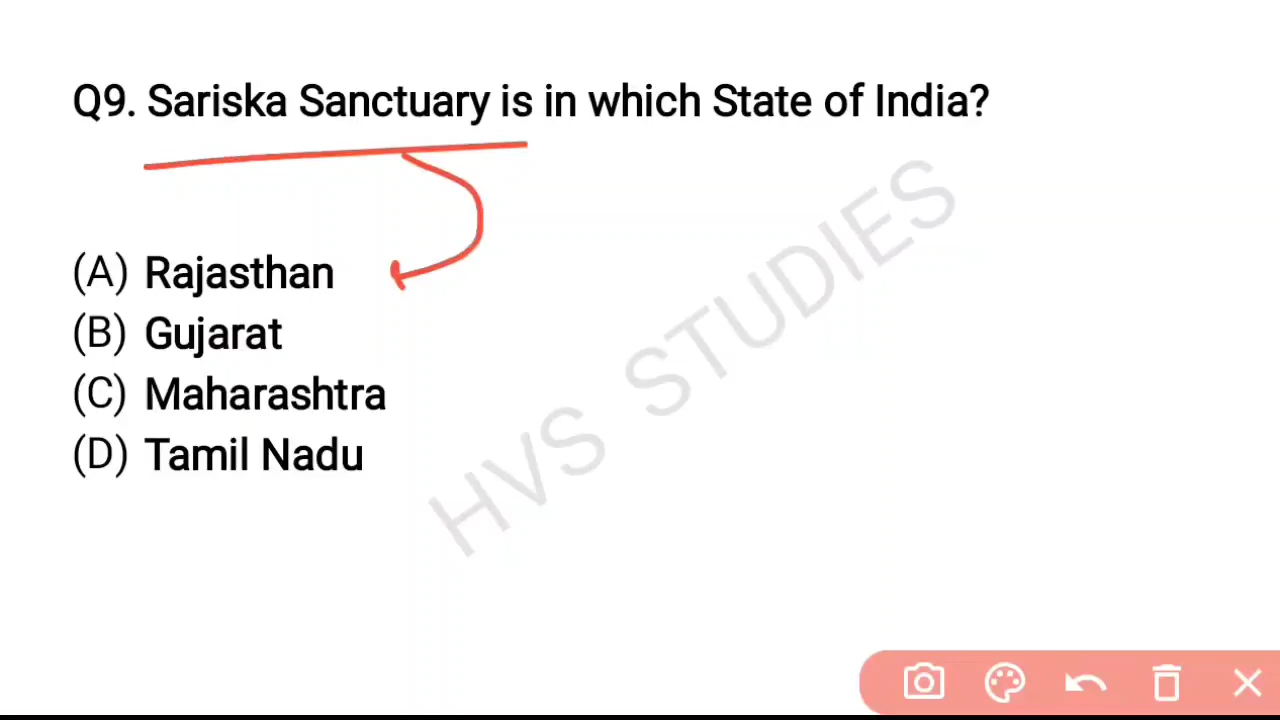 Q9. Sariska Sanctuary is in which State of India?
(A) Rajasthan
(B) Gujarat
(C) Maharashtra
(D) Tamil Nadu
HVS STUDIES